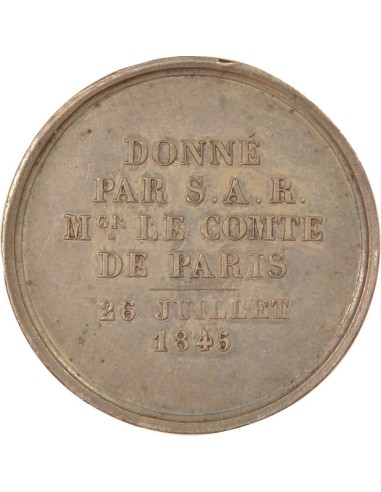 DONNÉ
PAR S.A.R.
MGR LE COMTE
DE PARIS
26 JUILLET
1845